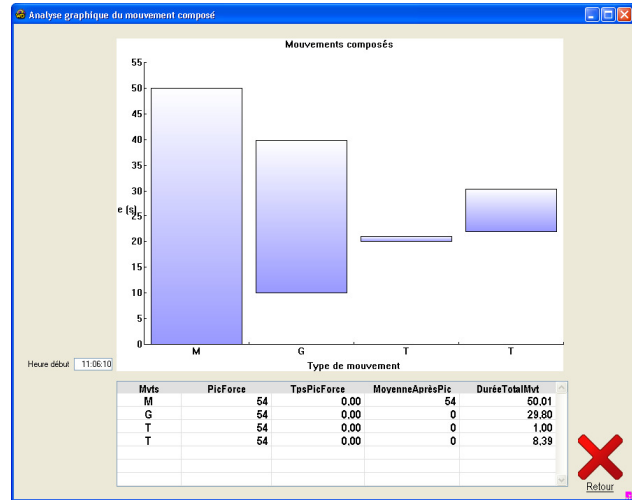 Analyse graphique du mouvement composé
Mouvements composés
55
50
45
40
35
30
e (s)
25
20
15
10
5
0
M G T T
Heure début 11:06:10
Type de mouvement
Mvts PicForce TpsPicForce MoyenneAprèsPic DuréeTotalMvt
M 54 0,00 54 50,01
G 54 0,00 0 29,80
T 54 0,00 0 1,00
T 54 0,00 0 8,39
Retour